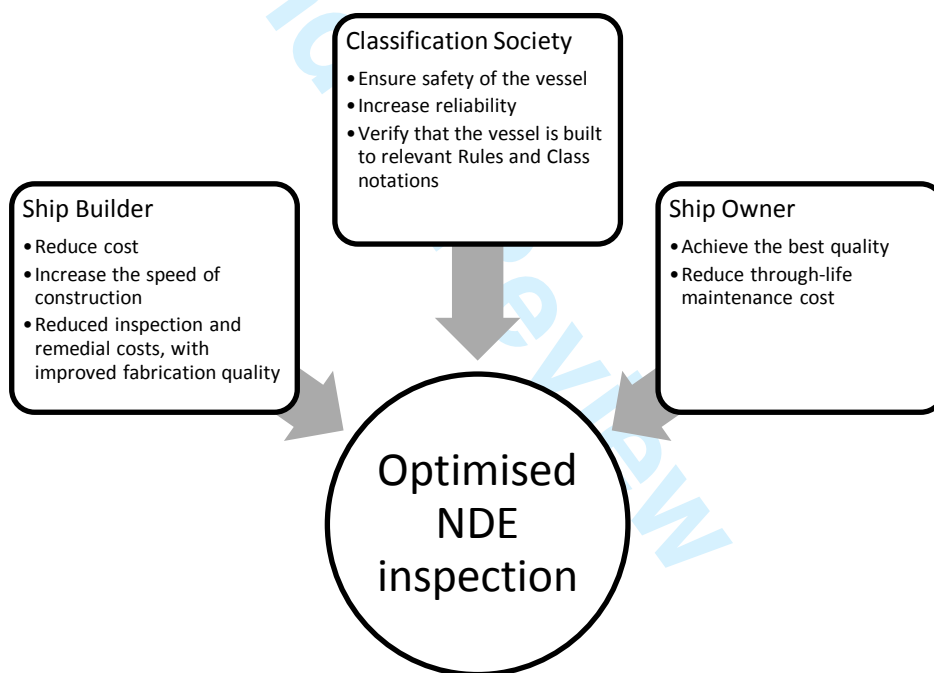 Classification Society
•Ensure safety of the vessel
•Increase reliability
•Verify that the vessel is built
to relevant Rules and Class
notations
Ship Builder
•Reduce cost
•Increase the speed of
construction
•Reduced inspection and
remedial costs, with
improved fabrication quality
Ship Owner
•Achieve the best quality
•Reduce through-life
maintenance cost
Optimised
NDE
inspection